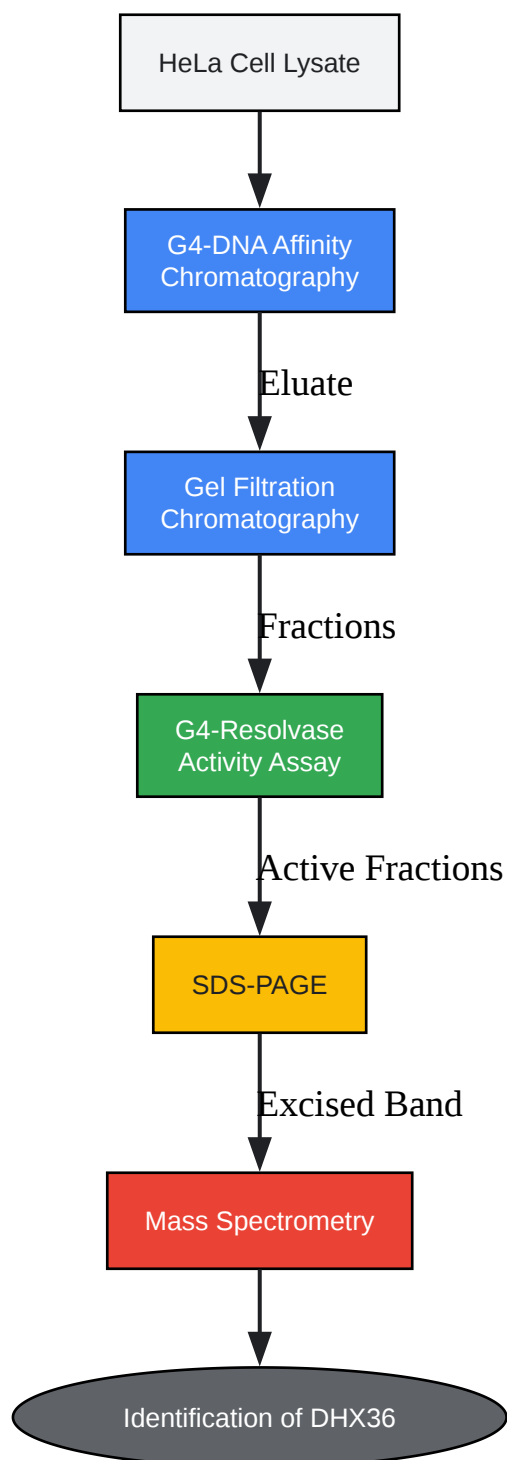 HeLa Cell Lysate
G4-DNA Affinity
Chromatography
Eluate
Gel Filtration
Chromatography
Fractions
G4-Resolvase
Activity Assay
Active Fractions
SDS-PAGE
Excised Band
Mass Spectrometry
Identification of DHX36